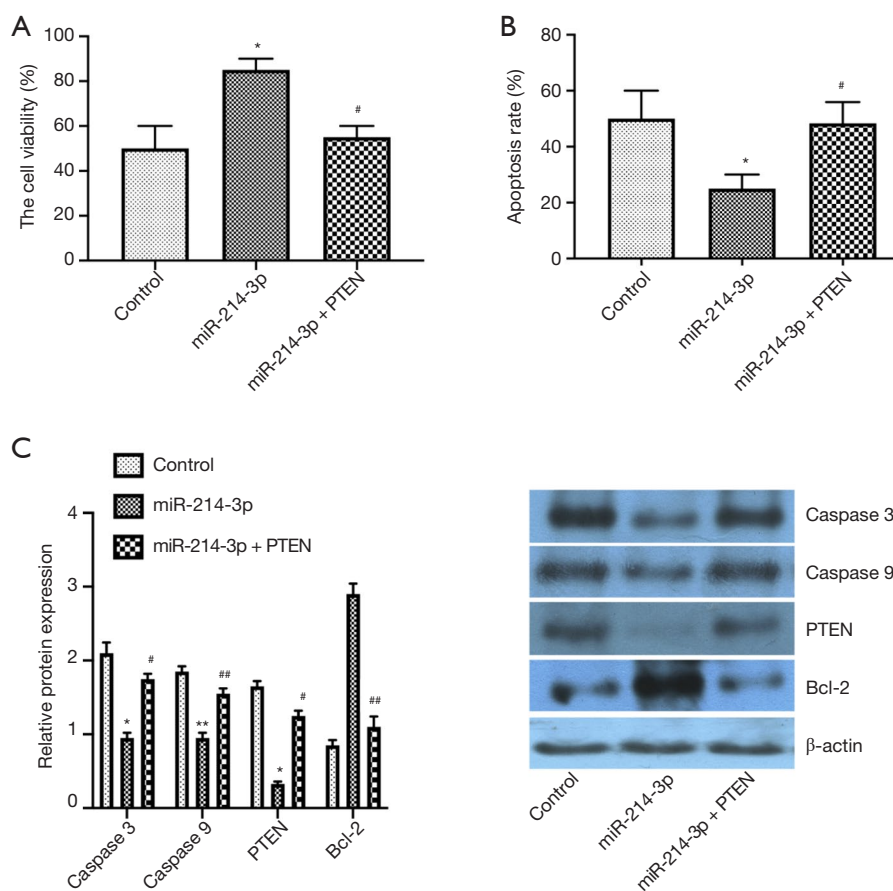 A
The cell viability (%)
100
80
60
40
20
0
*
#
Control
miR-214-3p
miR-214-3p + PTEN
B
Apoptosis rate (%)
80
60
40
20
0
*
#
Control
miR-214-3p
miR-214-3p + PTEN
C
Control
miR-214-3p
miR-214-3p + PTEN
Relative protein expression
4
3
2
1
0
*
#
**
##
*
#
##
Caspase 3
Caspase 9
PTEN
Bcl-2
Caspase 3
Caspase 9
PTEN
Bcl-2
β-actin
Control
miR-214-3p
miR-214-3p + PTEN